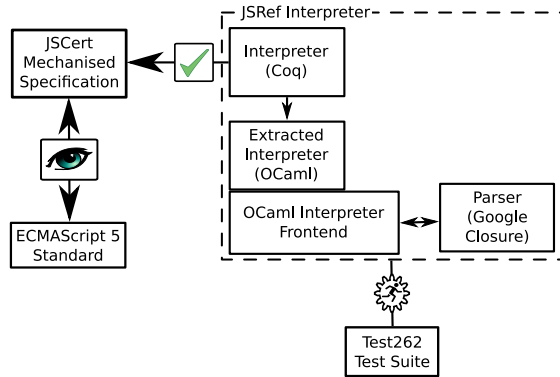 JSRef Interpreter
JSCert
Mechanised
Specification
Interpreter
(Coq)
Extracted
Interpreter
(OCaml)
OCaml Interpreter
Frontend
Parser
(Google
Closure)
ECMAScript 5
Standard
Test262
Test Suite